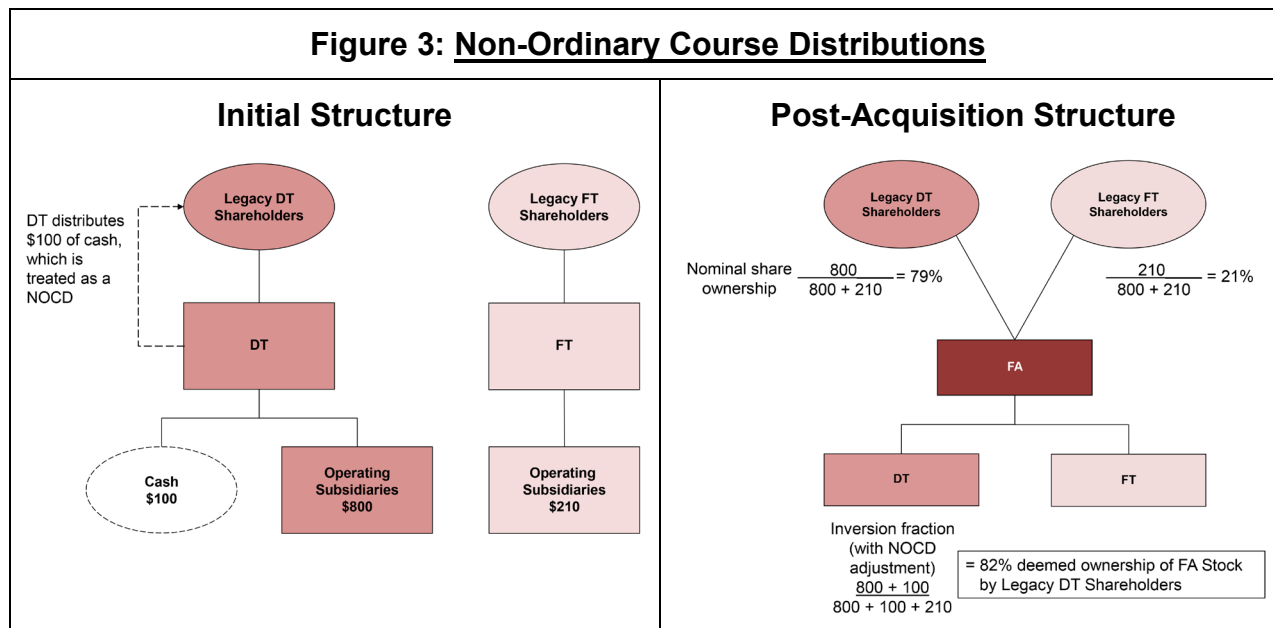 Figure 3: Non-Ordinary Course Distributions
Initial Structure
DT distributes
$100 of cash,
which is
treated as a
NOCD
Legacy DT
Shareholders
Legacy FT
Shareholders
DT
FT
Cash
$100
Operating
Subsidiaries
$800
Operating
Subsidiaries
$210
Post-Acquisition Structure
Legacy DT
Shareholders
Legacy FT
Shareholders
Nominal share
ownership
800
800 + 210
= 79%
210
800 + 210
= 21%
FA
DT
FT
Inversion fraction
(with NOCD
adjustment)
800 + 100
800 + 100 + 210
= 82% deemed ownership of FA Stock
by Legacy DT Shareholders